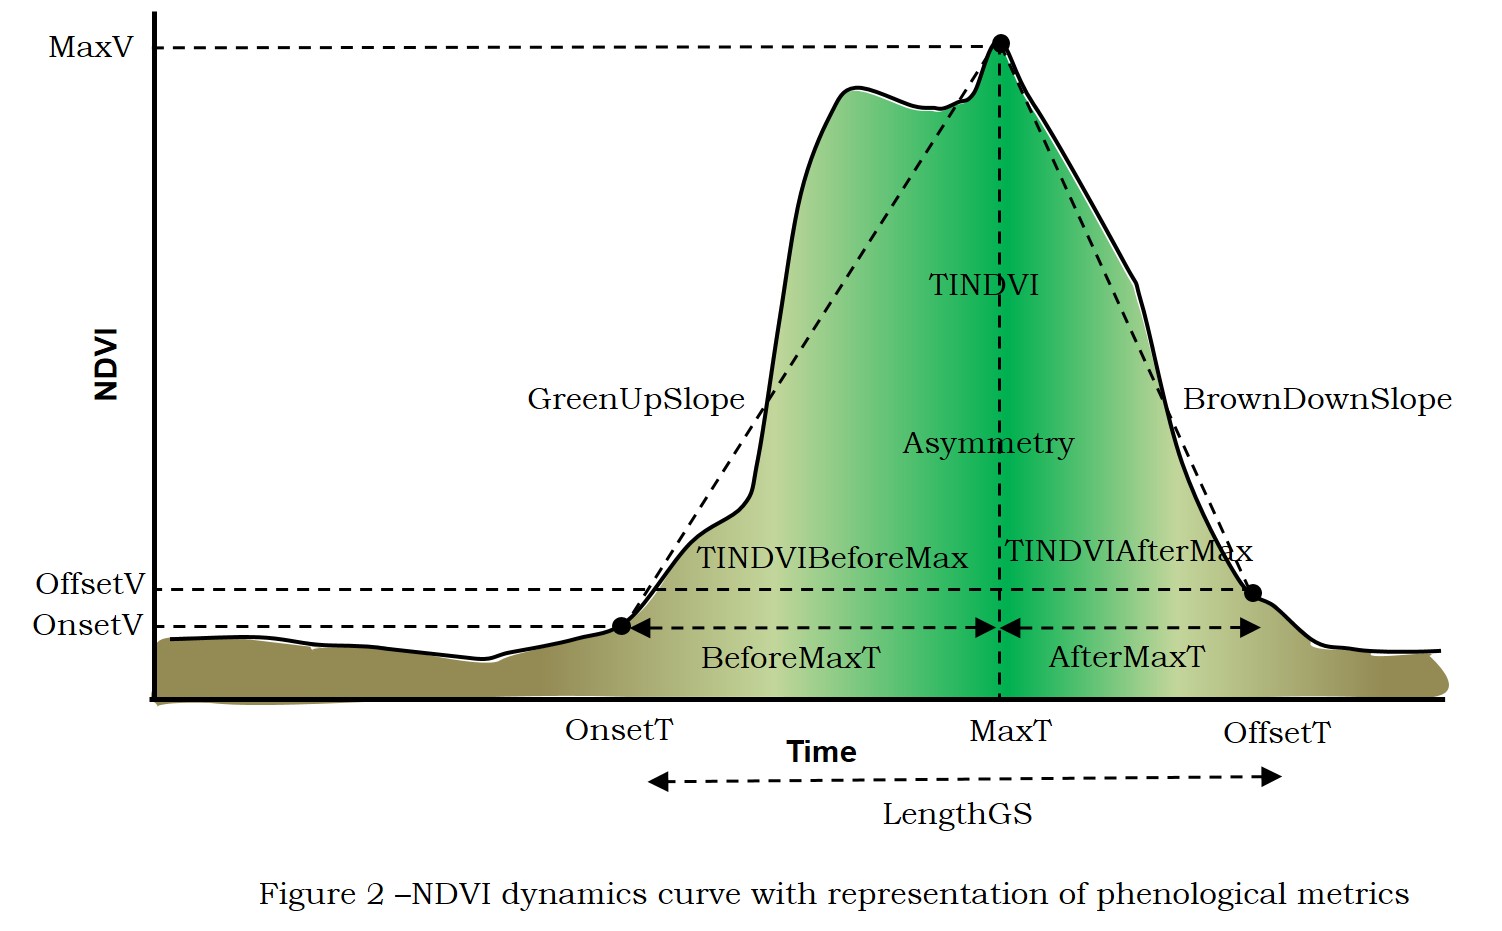 MaxV
TINDVI
NDVI
GreenUpSlope
BrownDownSlope
Asymmetry
TINDVIBeforeMax
TINDVIAfterMax
OffsetV
OnsetV
BeforeMaxT
AfterMaxT
OnsetT
MaxT
OffsetT
Time
LengthGS
Figure 2 –NDVI dynamics curve with representation of phenological metrics